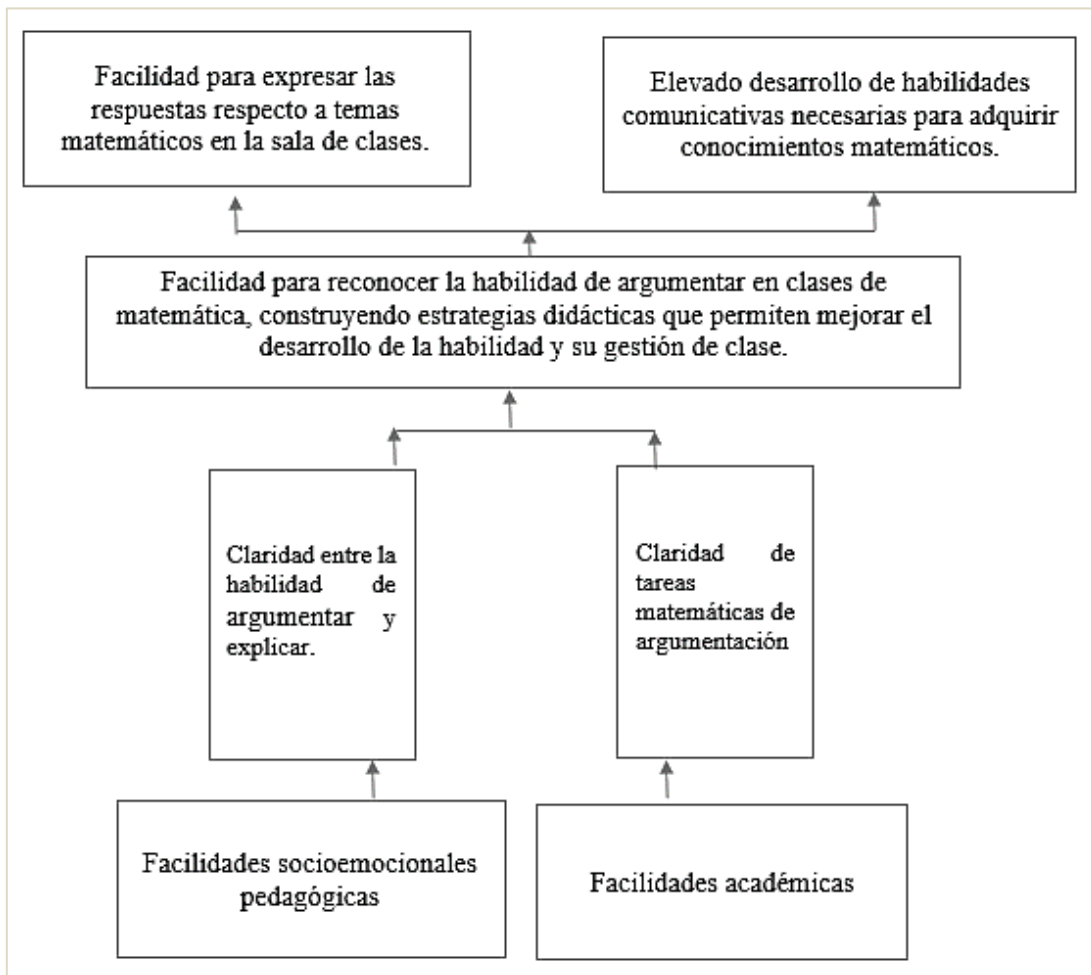 Facilidad para expresar las
respuestas respecto a temas
matemáticos en la sala de clases.
Elevado desarrollo de habilidades
comunicativas necesarias para adquirir
conocimientos matemáticos.
Facilidad para reconocer la habilidad de argumentar en clases de
matemática, construyendo estrategias didácticas que permiten mejorar el
desarrollo de la habilidad y su gestión de clase.
Claridad entre la
habilidad de
argumentar y
explicar.
Claridad de
tareas
matemáticas de
argumentación
Facilidades socioemocionales
pedagógicas
Facilidades académicas